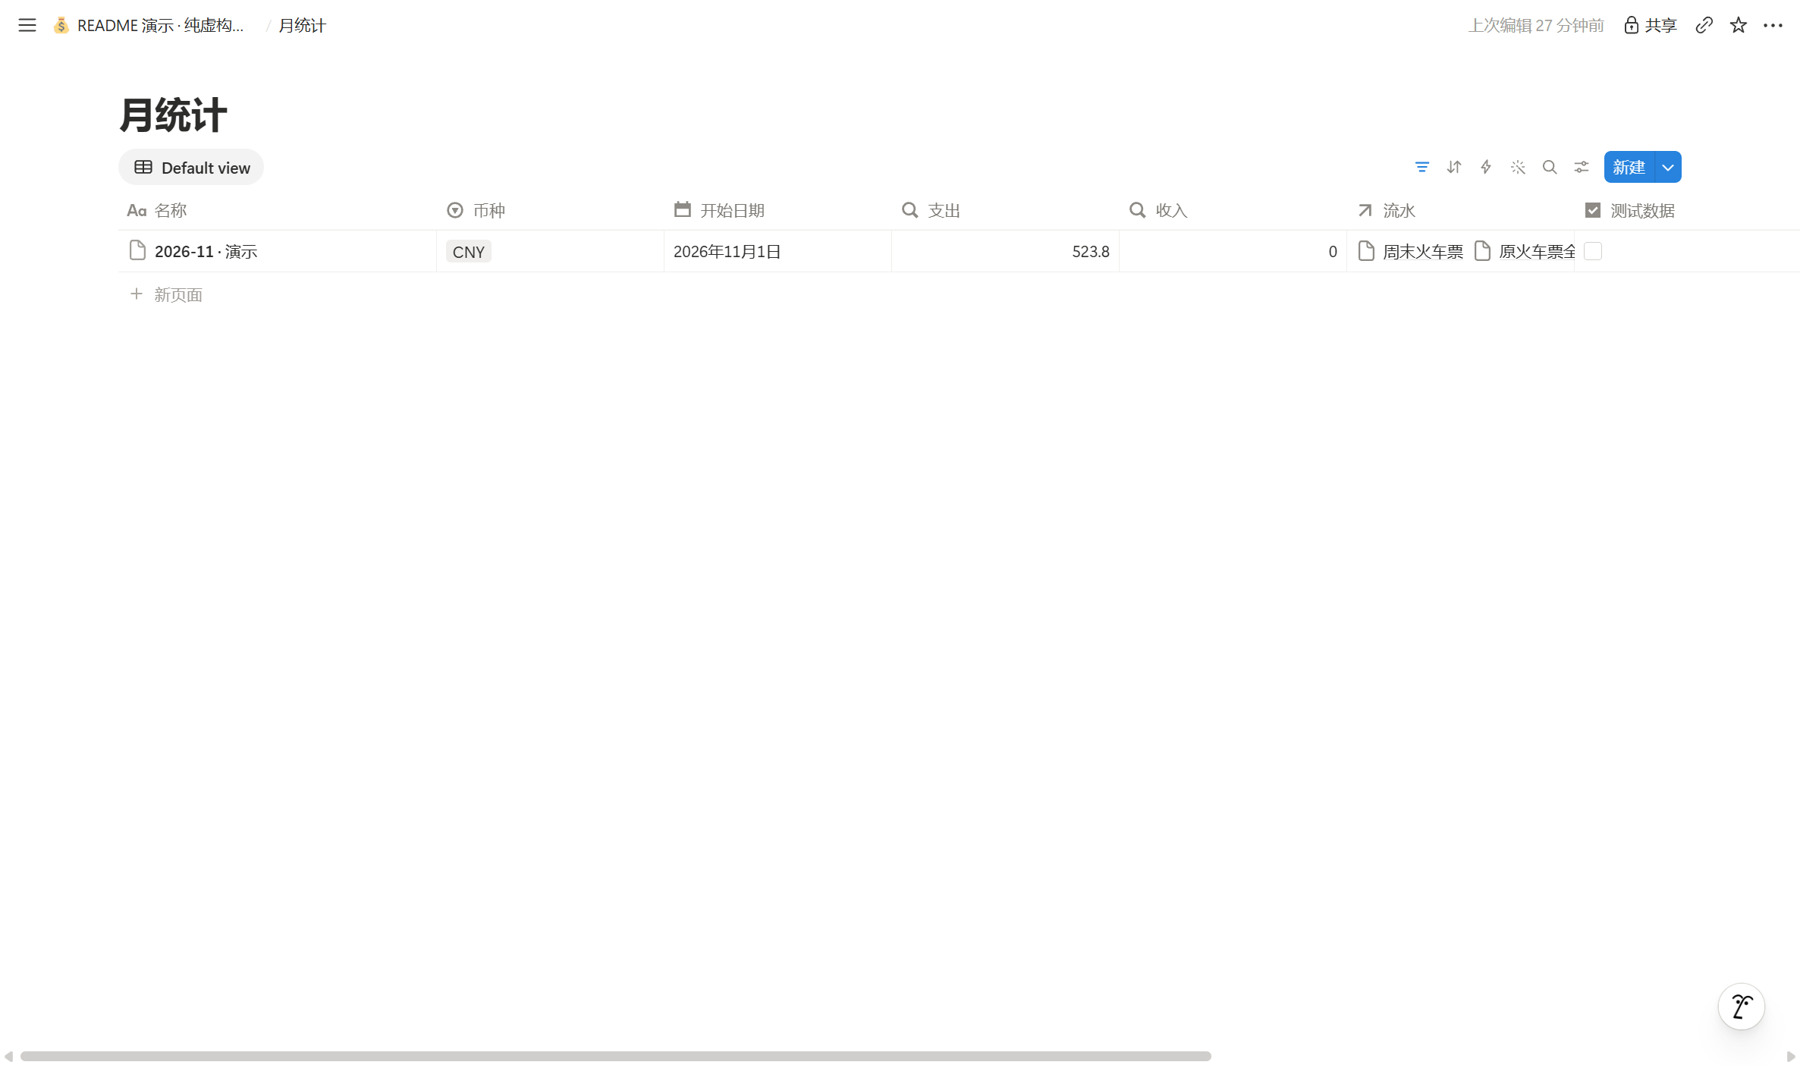 README 演示 · 纯虚构... / 月统计
上次编辑 27 分钟前 共享
月统计
Default view
新建
Aa 名称 币种 开始日期 支出 收入 流水 测试数据
2026-11 · 演示 CNY 2026年11月1日 523.8 0 周末火车票 原火车票全
+ 新页面